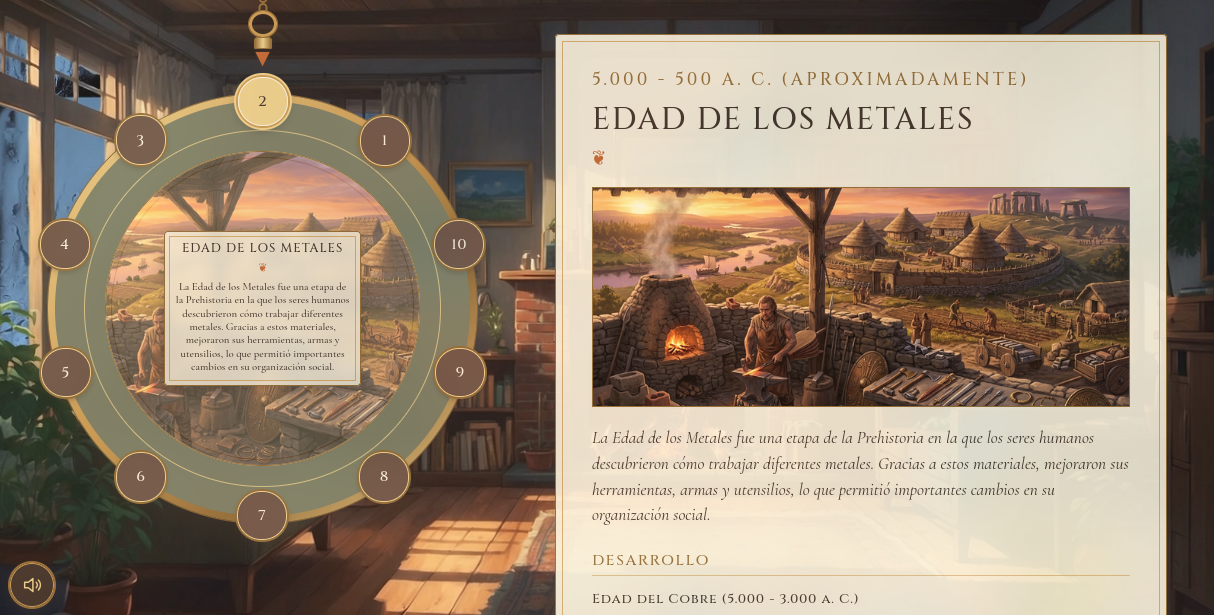 2
3
1
4
10
5
9
6
8
7
EDAD DE LOS METALES
La Edad de los Metales fue una etapa de
la Prehistoria en la que los seres humanos
descubrieron cómo trabajar diferentes
metales. Gracias a estos materiales,
mejoraron sus herramientas, armas y
utensilios, lo que permitió importantes
cambios en su organización social.
5.000 - 500 A. C. (APROXIMADAMENTE)
EDAD DE LOS METALES
La Edad de los Metales fue una etapa de la Prehistoria en la que los seres humanos
descubrieron cómo trabajar diferentes metales. Gracias a estos materiales, mejoraron sus
herramientas, armas y utensilios, lo que permitió importantes cambios en su
organización social.
DESARROLLO
EDAD DEL COBRE (5.000 - 3.000 A. C.)